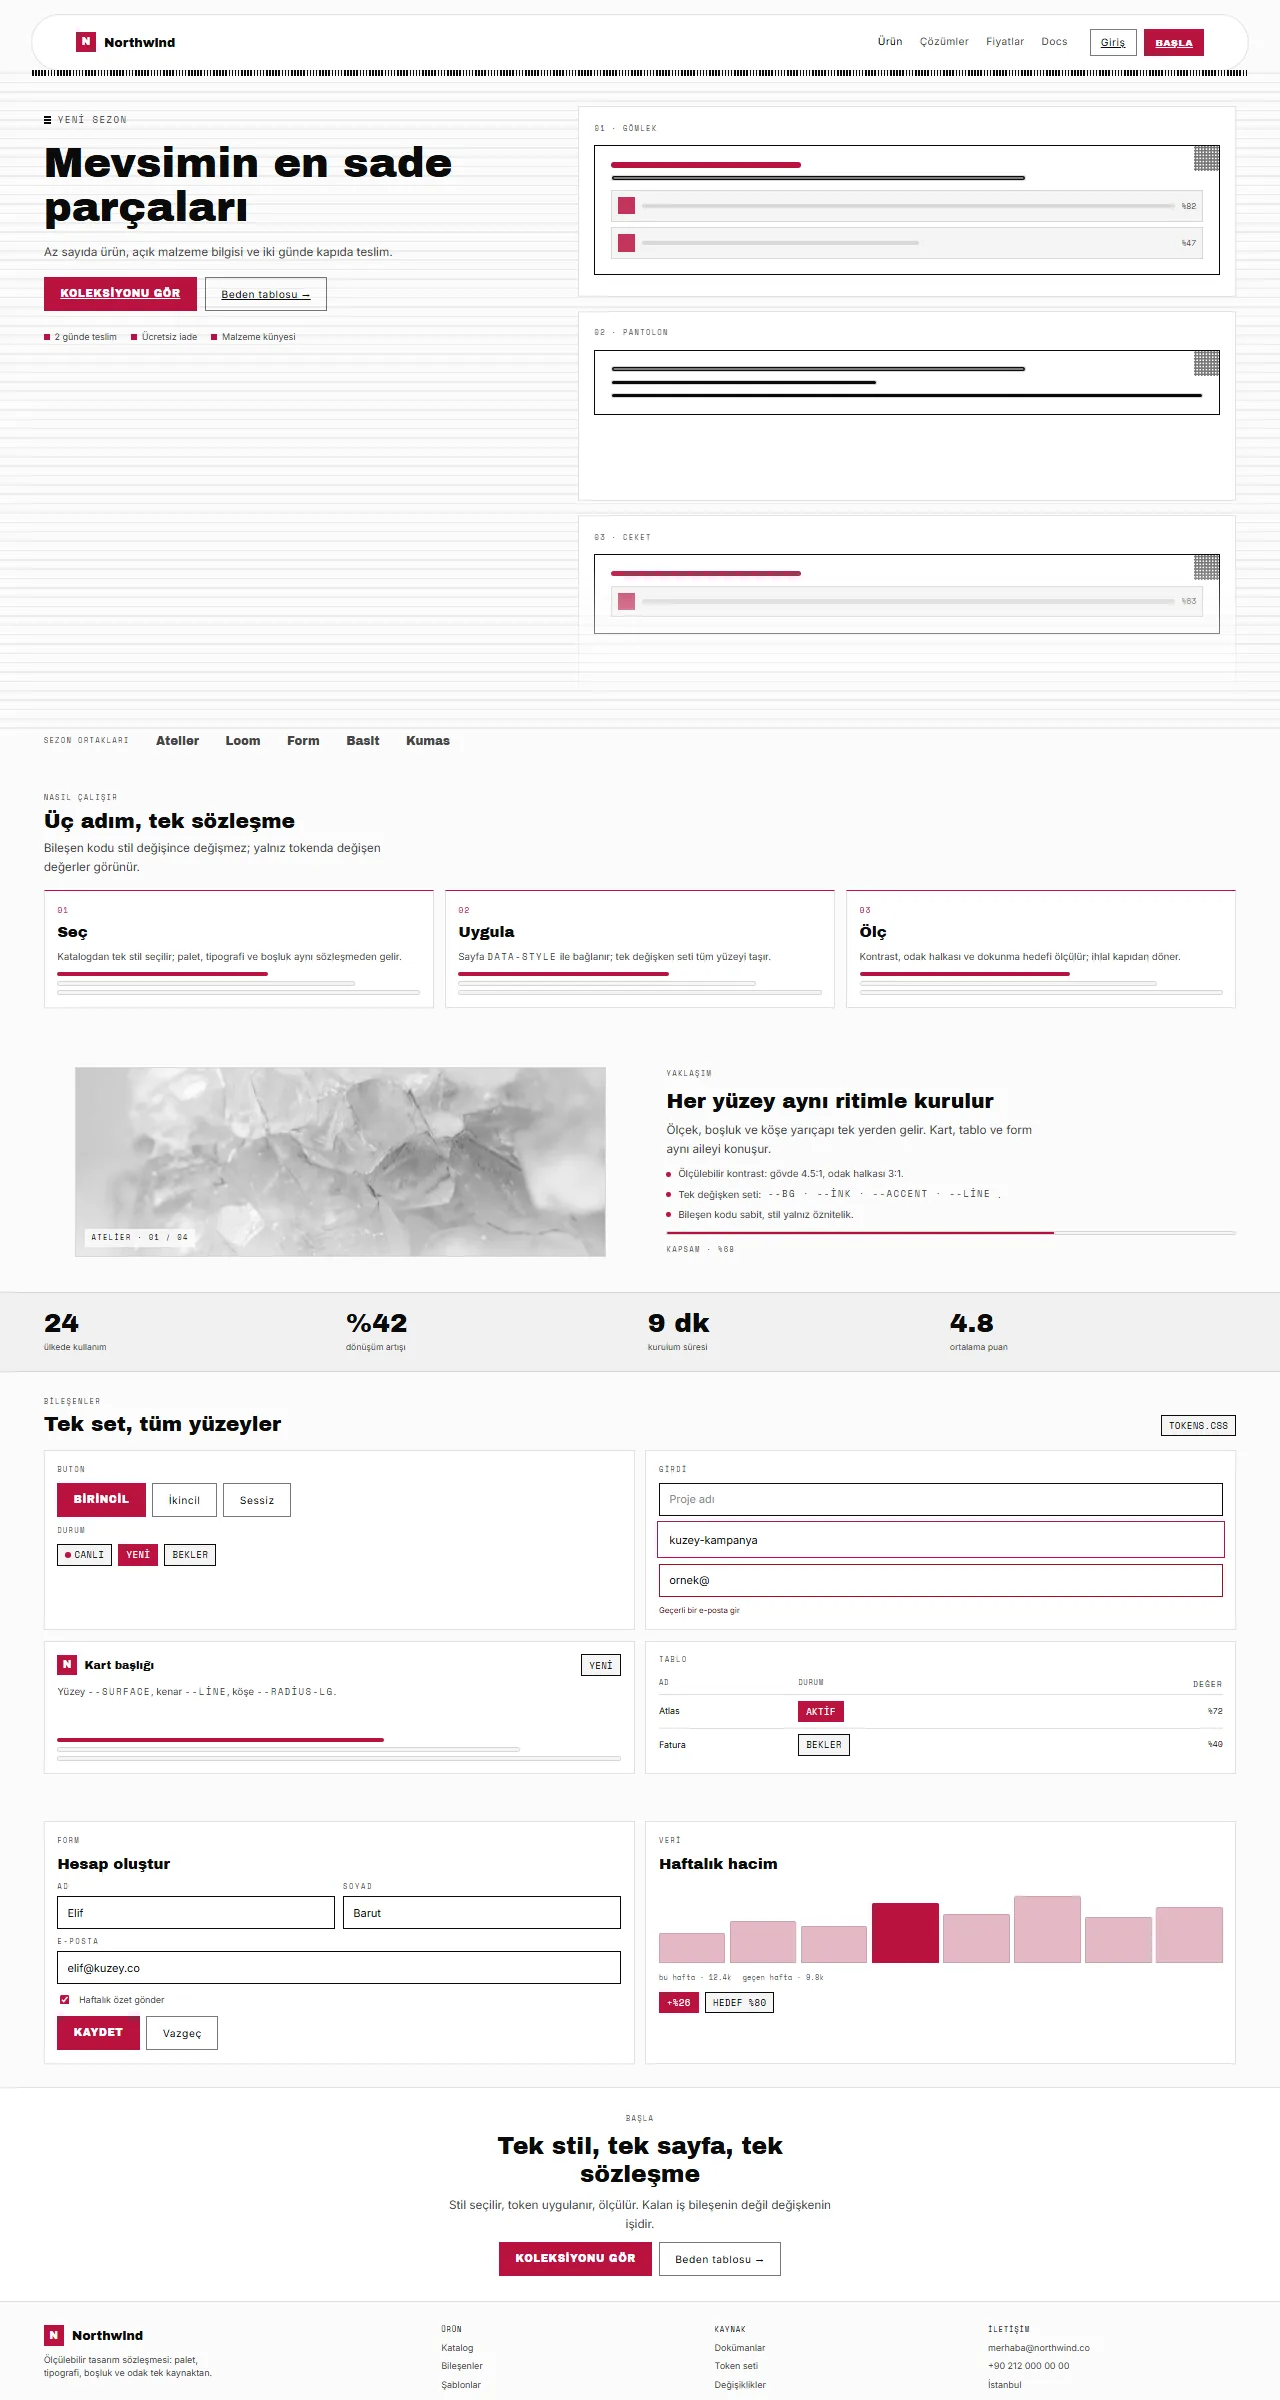 N Northwind
Ürün Çözümler Fiyatlar Docs Giriş BAŞLA
YENİ SEZON
Mevsimin en sade
parçaları
Az sayıda ürün, açık malzeme bilgisi ve iki günde kapıda teslim.
KOLEKSİYONU GÖR Beden tablosu →
2 günde teslim Ücretsiz iade Malzeme künyesi
01 · GÖMLEK
%82
%47
02 · PANTOLON
03 · CEKET
%63
SEZON ORTAKLARI Atelier Loom Form Basit Kumas
NASIL ÇALIŞIR
Üç adım, tek sözleşme
Bileşen kodu stil değişince değişmez; yalnız tokenda değişen
değerler görünür.
01
Seç
Katalogdan tek stil seçilir; palet, tipografi ve boşluk aynı sözleşmeden gelir.
02
Uygula
Sayfa DATA-STYLE ile bağlanır; tek değişken seti tüm yüzeyi taşır.
03
Ölç
Kontrast, odak halkası ve dokunma hedefi ölçülür; ihlal kapıdan döner.
ATELİER · 01 / 04
YAKLAŞIM
Her yüzey aynı ritimle kurulur
Ölçek, boşluk ve köşe yarıçapı tek yerden gelir. Kart, tablo ve form
aynı aileyi konuşur.
Ölçülebilir kontrast: gövde 4.5:1, odak halkası 3:1.
Tek değişken seti: --BG · --İNK · --ACCENT · --LİNE .
Bileşen kodu sabit, stil yalnız öznitelik.
KAPSAM · %68
24
ülkede kullanım
%42
dönüşüm artışı
9 dk
kurulum süresi
4.8
ortalama puan
BİLEŞENLER
Tek set, tüm yüzeyler
TOKENS.CSS
BUTON
BİRİNCİL İkincil Sessiz
DURUM
CANLI YENİ BEKLER
GİRDİ
Proje adı
kuzey-kampanya
ornek@
Geçerli bir e-posta gir
N Kart başlığı YENİ
Yüzey --SURFACE, kenar --LİNE, köşe --RADİUS-LG.
TABLO
AD DURUM DEĞER
Atlas AKTİF %72
Fatura BEKLER %40
FORM
Hesap oluştur
AD SOYAD
Elif Barut
E-POSTA
elif@kuzey.co
Haftalık özet gönder
KAYDET Vazgeç
VERİ
Haftalık hacim
bu hafta · 12.4k geçen hafta · 9.8k
+%26 HEDEF %80
BAŞLA
Tek stil, tek sayfa, tek
sözleşme
Stil seçilir, token uygulanır, ölçülür. Kalan iş bileşenin değil değişkenin
işidir.
KOLEKSİYONU GÖR Beden tablosu →
N Northwind
Ölçülebilir tasarım sözleşmesi: palet,
tipografi, boşluk ve odak tek kaynaktan.
ÜRÜN
Katalog
Bileşenler
Şablonlar
KAYNAK
Dokümanlar
Token seti
Değişiklikler
İLETİŞİM
merhaba@northwind.co
+90 212 000 00 00
İstanbul